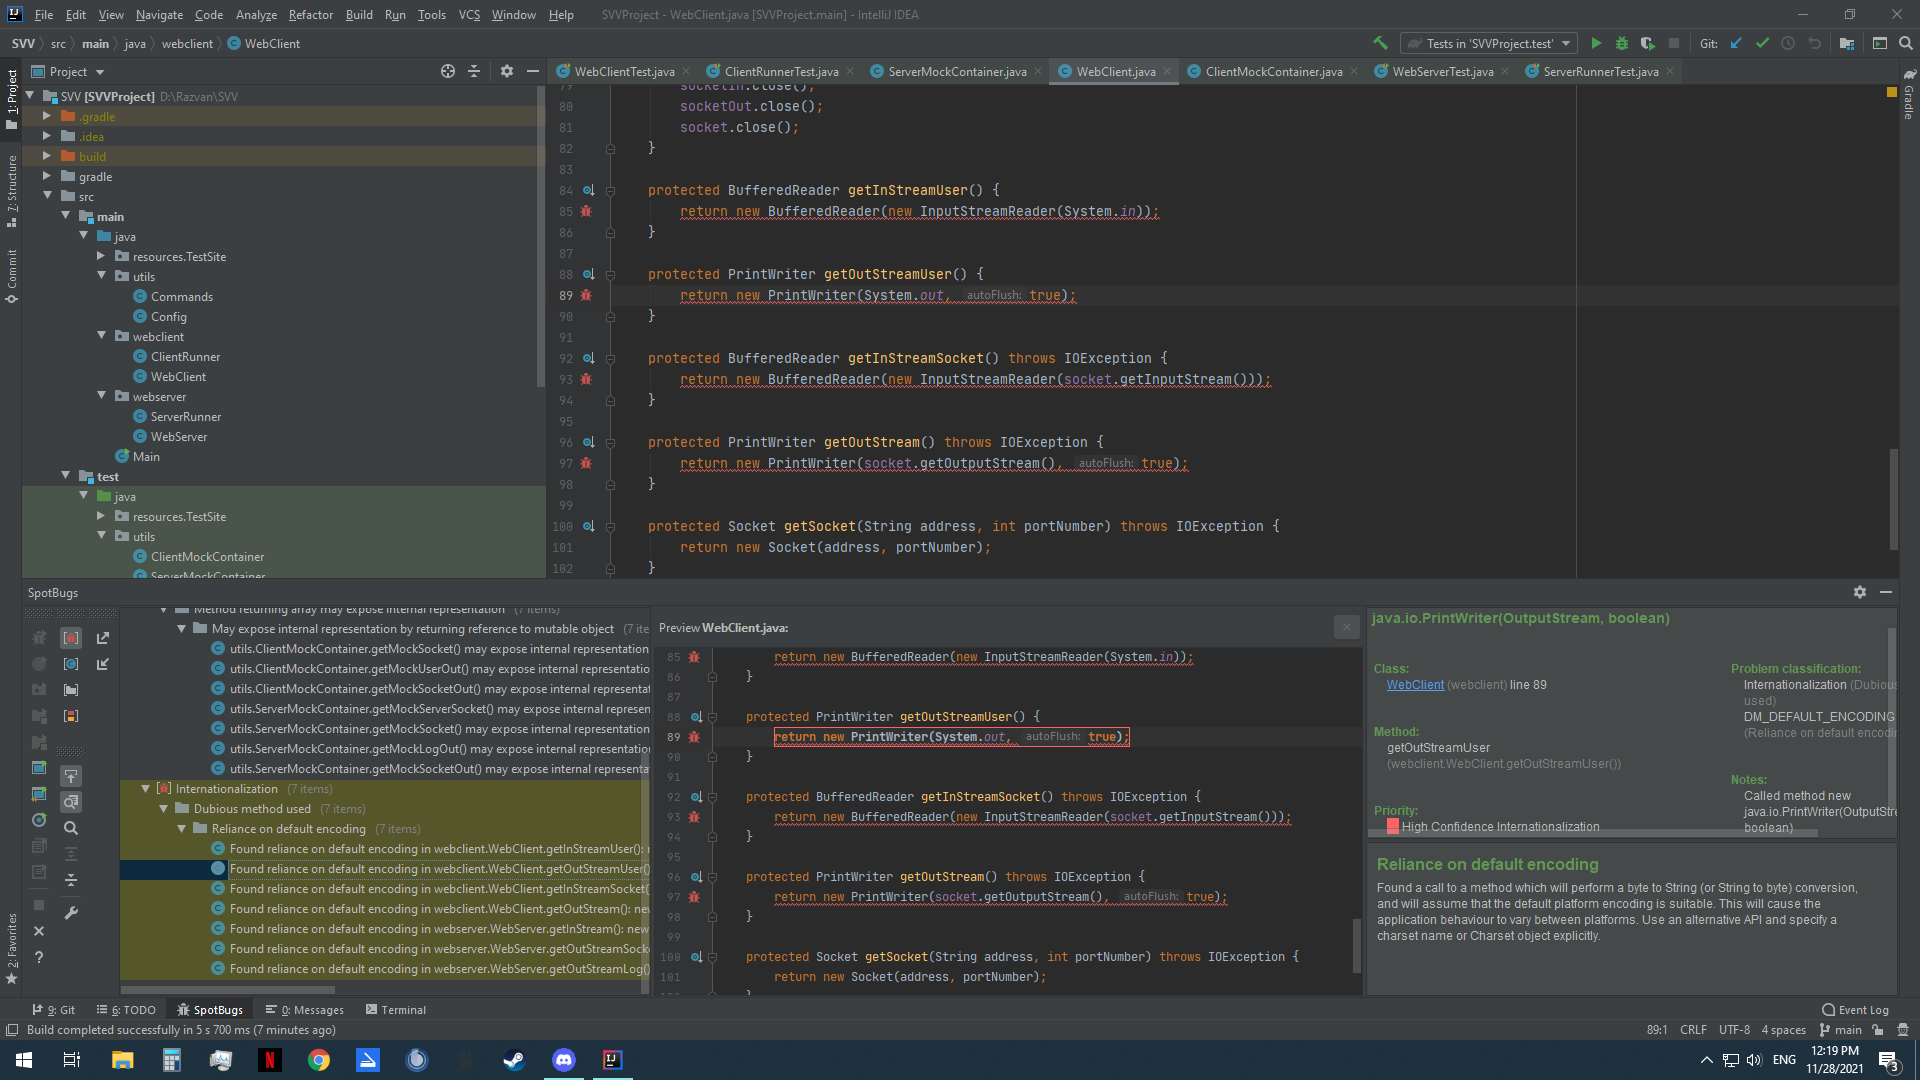 File Edit View Navigate Code Analyze Refactor Build Run Tools VCS Window Help SVVProject - WebClient.java [SVVProject.main] - IntelliJ IDEA
SVV src main java webclient WebClient
Tests in 'SVVProject.test' Git:
Project
WebClientTest.java ClientRunnerTest.java ServerMockContainer.java WebClient.java ClientMockContainer.java WebServerTest.java ServerRunnerTest.java
1: Project
7: Structure
Commit
2: Favorites
Gradle
SVV [SVVProject] D:\Razvan\SVV
.gradle
.idea
build
gradle
src
main
java
resources.TestSite
utils
Commands
Config
webclient
ClientRunner
WebClient
webserver
ServerRunner
WebServer
Main
test
java
resources.TestSite
utils
ClientMockContainer
ServerMockContainer
79 socketIn.close();
80 socketOut.close();
81 socket.close();
82 }
83
84 protected BufferedReader getInStreamUser() {
85 return new BufferedReader(new InputStreamReader(System.in));
86 }
87
88 protected PrintWriter getOutStreamUser() {
89 return new PrintWriter(System.out, autoFlush: true);
90 }
91
92 protected BufferedReader getInStreamSocket() throws IOException {
93 return new BufferedReader(new InputStreamReader(socket.getInputStream()));
94 }
95
96 protected PrintWriter getOutStream() throws IOException {
97 return new PrintWriter(socket.getOutputStream(), autoFlush: true);
98 }
99
100 protected Socket getSocket(String address, int portNumber) throws IOException {
101 return new Socket(address, portNumber);
102 }
SpotBugs
Method returning array may expose internal representation (7 items)
May expose internal representation by returning reference to mutable object (7 ite
utils.ClientMockContainer.getMockSocket() may expose internal representation
utils.ClientMockContainer.getMockUserOut() may expose internal representation
utils.ClientMockContainer.getMockSocketOut() may expose internal representat
utils.ServerMockContainer.getMockServerSocket() may expose internal represen
utils.ServerMockContainer.getMockSocket() may expose internal representation
utils.ServerMockContainer.getMockLogOut() may expose internal representatio
utils.ServerMockContainer.getMockSocketOut() may expose internal representa
Internationalization (7 items)
Dubious method used (7 items)
Reliance on default encoding (7 items)
Found reliance on default encoding in webclient.WebClient.getInStreamUser(): n
Found reliance on default encoding in webclient.WebClient.getOutStreamUser()
Found reliance on default encoding in webclient.WebClient.getInStreamSocket()
Found reliance on default encoding in webclient.WebClient.getOutStream(): new
Found reliance on default encoding in webserver.WebServer.getInStream(): new
Found reliance on default encoding in webserver.WebServer.getOutStreamSocke
Found reliance on default encoding in webserver.WebServer.getOutStreamLog()
Preview WebClient.java:
85 return new BufferedReader(new InputStreamReader(System.in));
86 }
87
88 protected PrintWriter getOutStreamUser() {
89 return new PrintWriter(System.out, autoFlush: true);
90 }
91
92 protected BufferedReader getInStreamSocket() throws IOException {
93 return new BufferedReader(new InputStreamReader(socket.getInputStream()));
94 }
95
96 protected PrintWriter getOutStream() throws IOException {
97 return new PrintWriter(socket.getOutputStream(), autoFlush: true);
98 }
99
100 protected Socket getSocket(String address, int portNumber) throws IOException {
101 return new Socket(address, portNumber);
java.io.PrintWriter(OutputStream, boolean)
Class:
WebClient (webclient) line 89
Method:
getOutStreamUser
(webclient.WebClient.getOutStreamUser())
Priority:
High Confidence Internationalization
Problem classification:
Internationalization (Dubious
used)
DM_DEFAULT_ENCODING
(Reliance on default encodin
Notes:
Called method new
java.io.PrintWriter(OutputStre
boolean)
Reliance on default encoding
Found a call to a method which will perform a byte to String (or String to byte) conversion,
and will assume that the default platform encoding is suitable. This will cause the
application behaviour to vary between platforms. Use an alternative API and specify a
charset name or Charset object explicitly.
9: Git 6: TODO SpotBugs 0: Messages Terminal Event Log
Build completed successfully in 5 s 700 ms (7 minutes ago) 89:1 CRLF UTF-8 4 spaces main
ENG 12:19 PM
11/28/2021
3